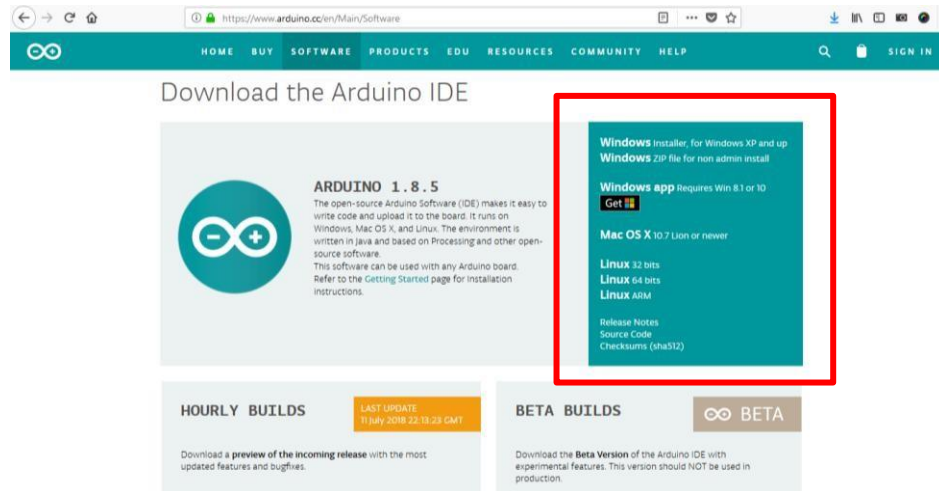 https://www.arduino.cc/en/Main/Software
HOME BUY SOFTWARE PRODUCTS EDU RESOURCES COMMUNITY HELP SIGN IN
Download the Arduino IDE
ARDUINO 1.8.5
The open-source Arduino Software (IDE) makes it easy to
write code and upload it to the board. It runs on
Windows, Mac OS X, and Linux. The environment is
written in Java and based on Processing and other open-
source software.
This software can be used with any Arduino board.
Refer to the Getting Started page for Installation
instructions.
Windows Installer, for Windows XP and up
Windows ZIP file for non admin install
Windows app Requires Win 8.1 or 10
Get
Mac OS X 10.7 Lion or newer
Linux 32 bits
Linux 64 bits
Linux ARM
Release Notes
Source Code
Checksums (sha512)
HOURLY BUILDS
LAST UPDATE
11 July 2018 22:13:23 GMT
Download a preview of the incoming release with the most
updated features and bugfixes.
BETA BUILDS
BETA
Download the Beta Version of the Arduino IDE with
experimental features. This version should NOT be used in
production.